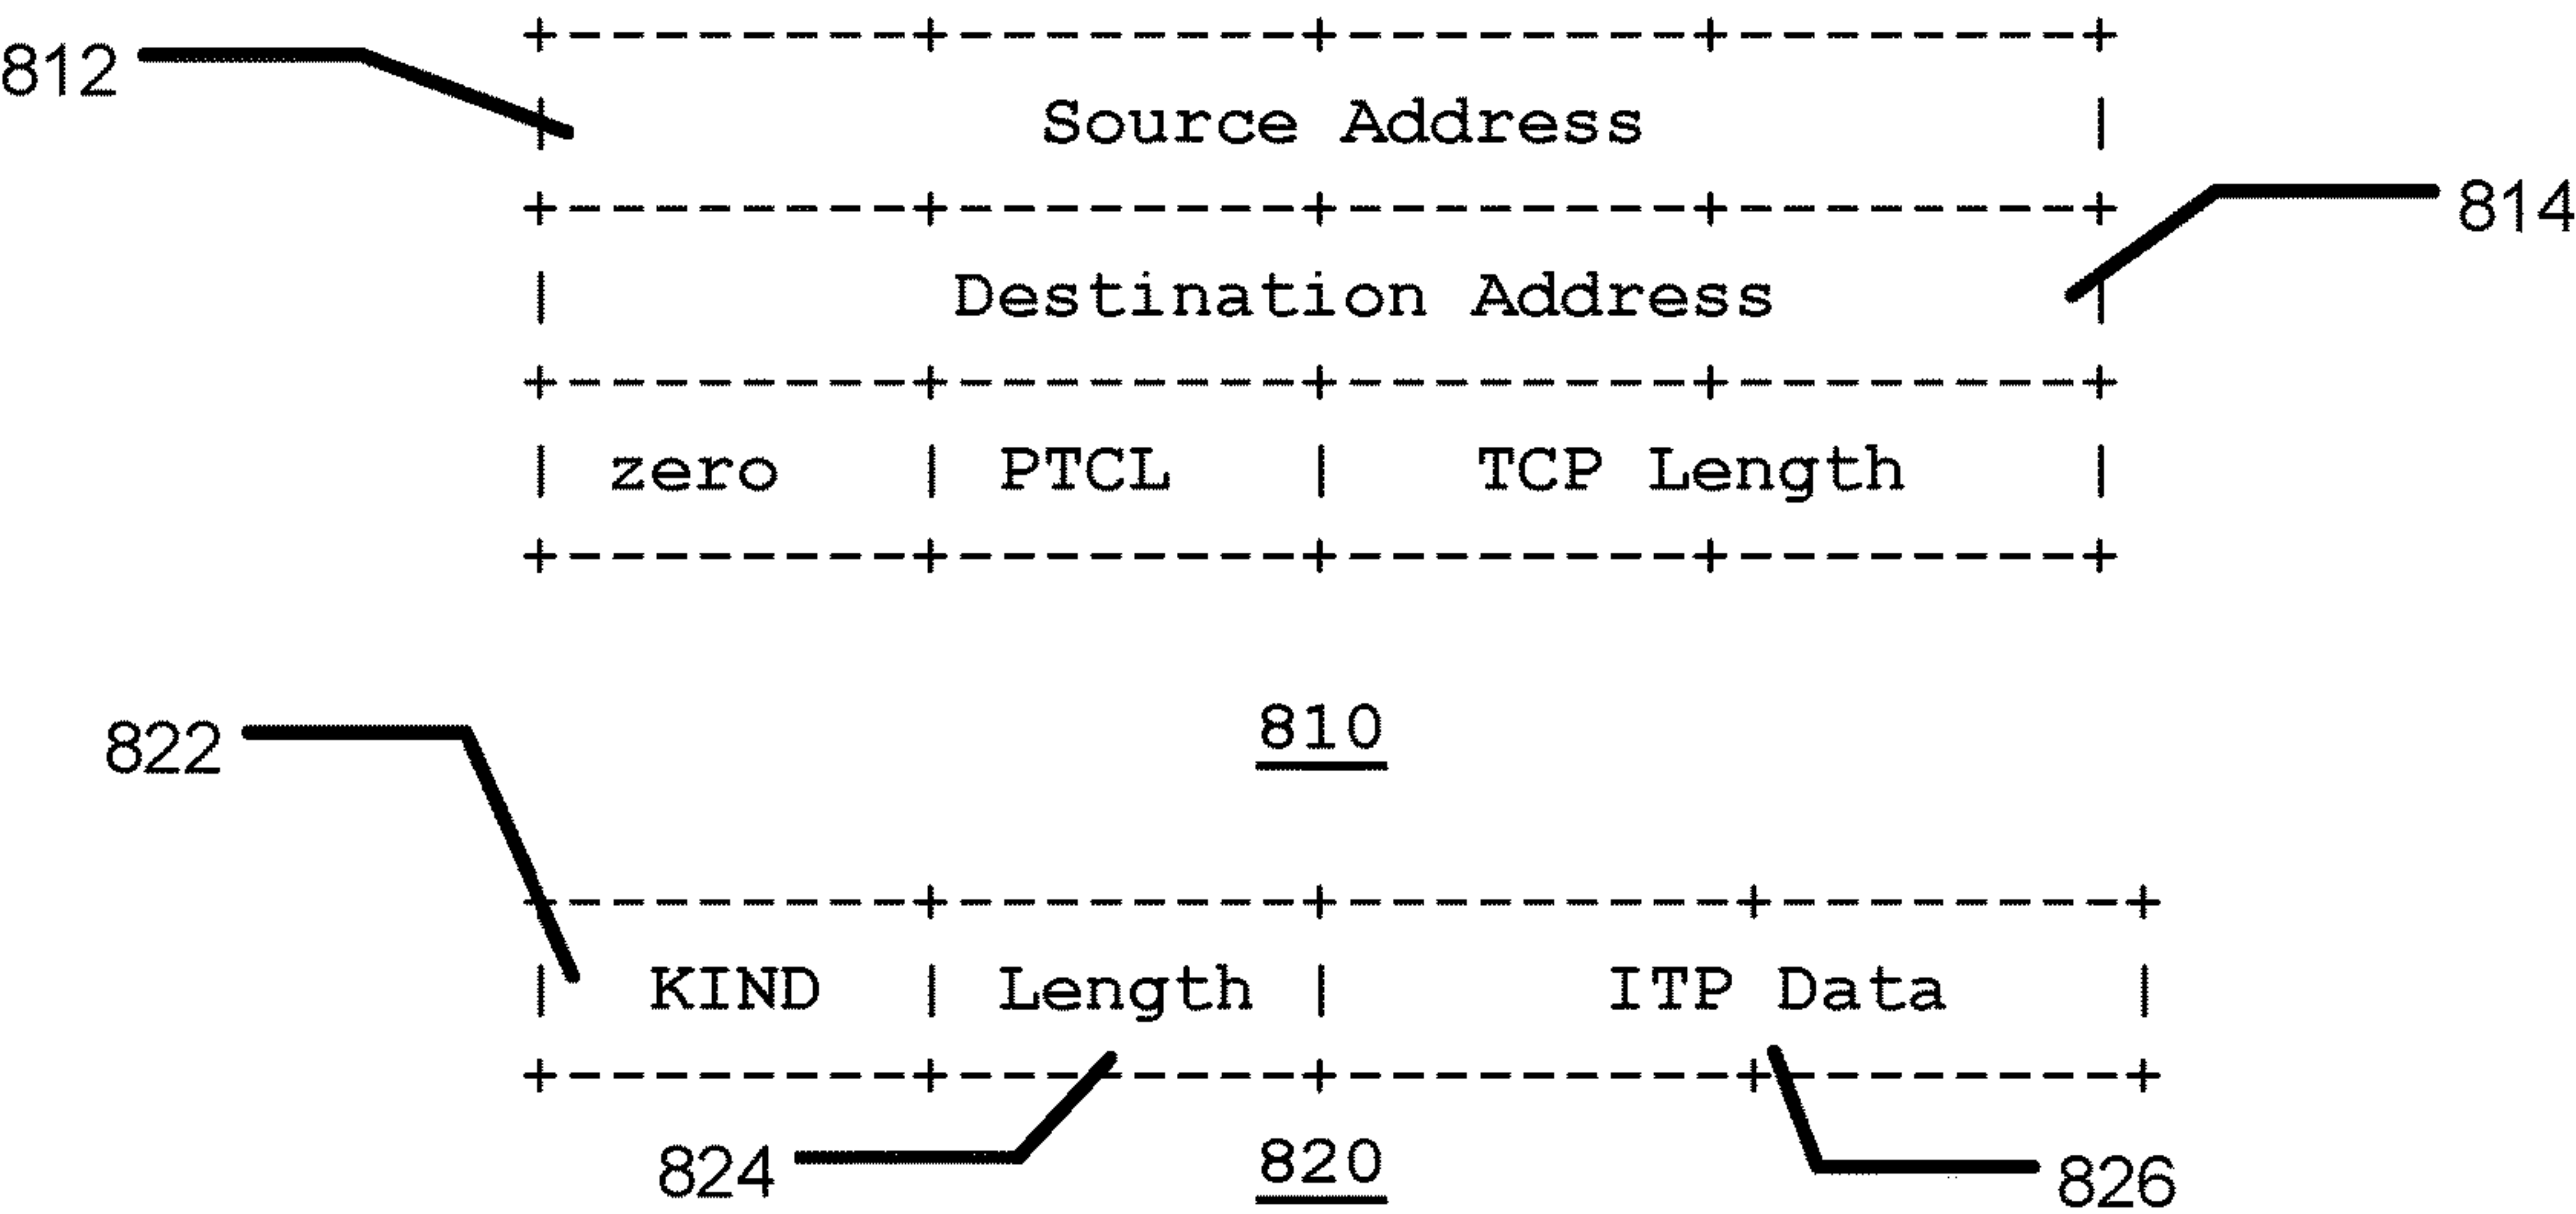 812
Source Address
814
Destination Address
zero | PTCL | TCP Length
810
822
KIND | Length | ITP Data
824
820
826